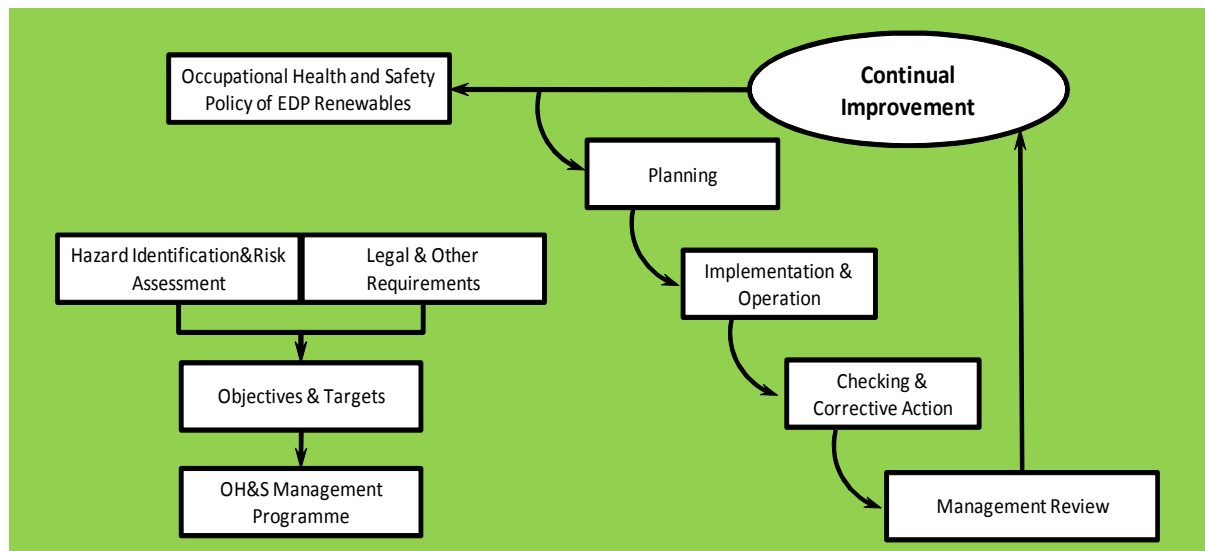 Occupational Health and Safety
Policy of EDP Renewables
Continual
Improvement
Planning
Hazard Identification&Risk
Assessment
Legal & Other
Requirements
Implementation &
Operation
Objectives & Targets
Checking &
Corrective Action
OH&S Management
Programme
Management Review